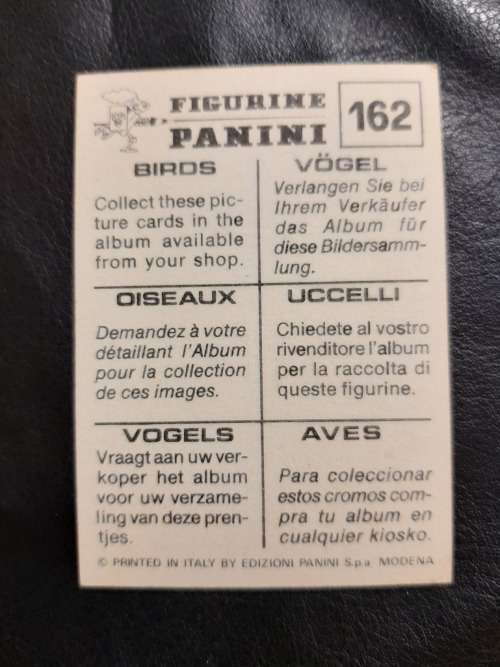 FIGURINE
PANINI
162
BIRDS
Collect these pic-
ture cards in the
album available
from your shop.
VÖGEL
Verlangen Sie bei
Ihrem Verkäufer
das Album für
diese Bildersamm-
lung.
OISEAUX
Demandez à votre
détaillant l'Album
pour la collection
de ces images.
UCCELLI
Chiedete al vostro
rivenditore l'album
per la raccolta di
queste figurine.
VOGELS
Vraagt aan uw ver-
koper het album
voor uw verzame-
ling van deze pren-
tjes.
AVES
Para coleccionar
estos cromos com-
pra tu album en
cualquier kiosko.
© PRINTED IN ITALY BY EDIZIONI PANINI S.p.a. MODENA